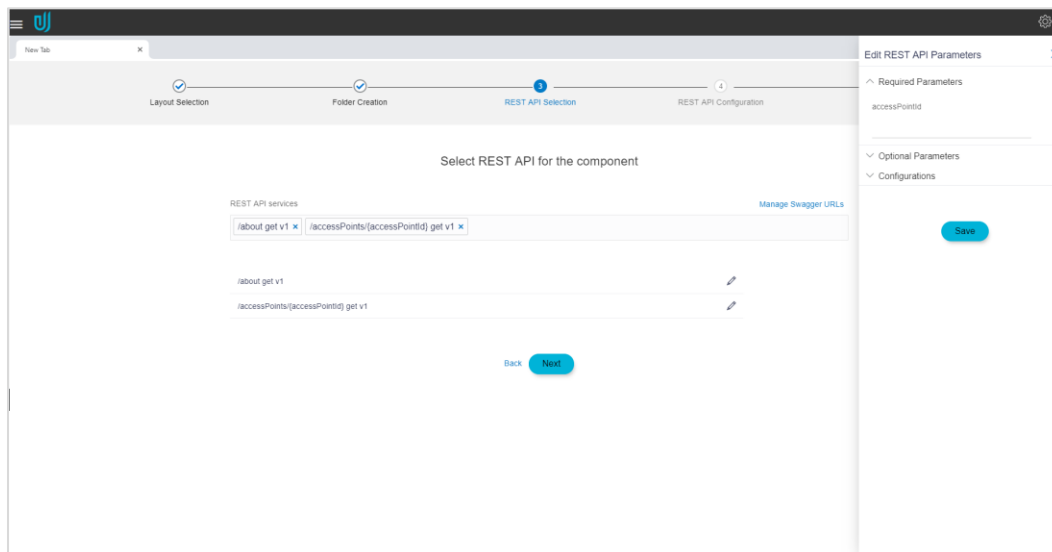 New Tab
Edit REST API Parameters
Required Parameters
accessPointId
Optional Parameters
Configurations
Save
Layout Selection
Folder Creation
3
REST API Selection
4
REST API Configuration
Select REST API for the component
REST API services
Manage Swagger URLs
/about get v1 × /accessPoints/{accessPointId} get v1 ×
/about get v1
/accessPoints/{accessPointId} get v1
Back Next